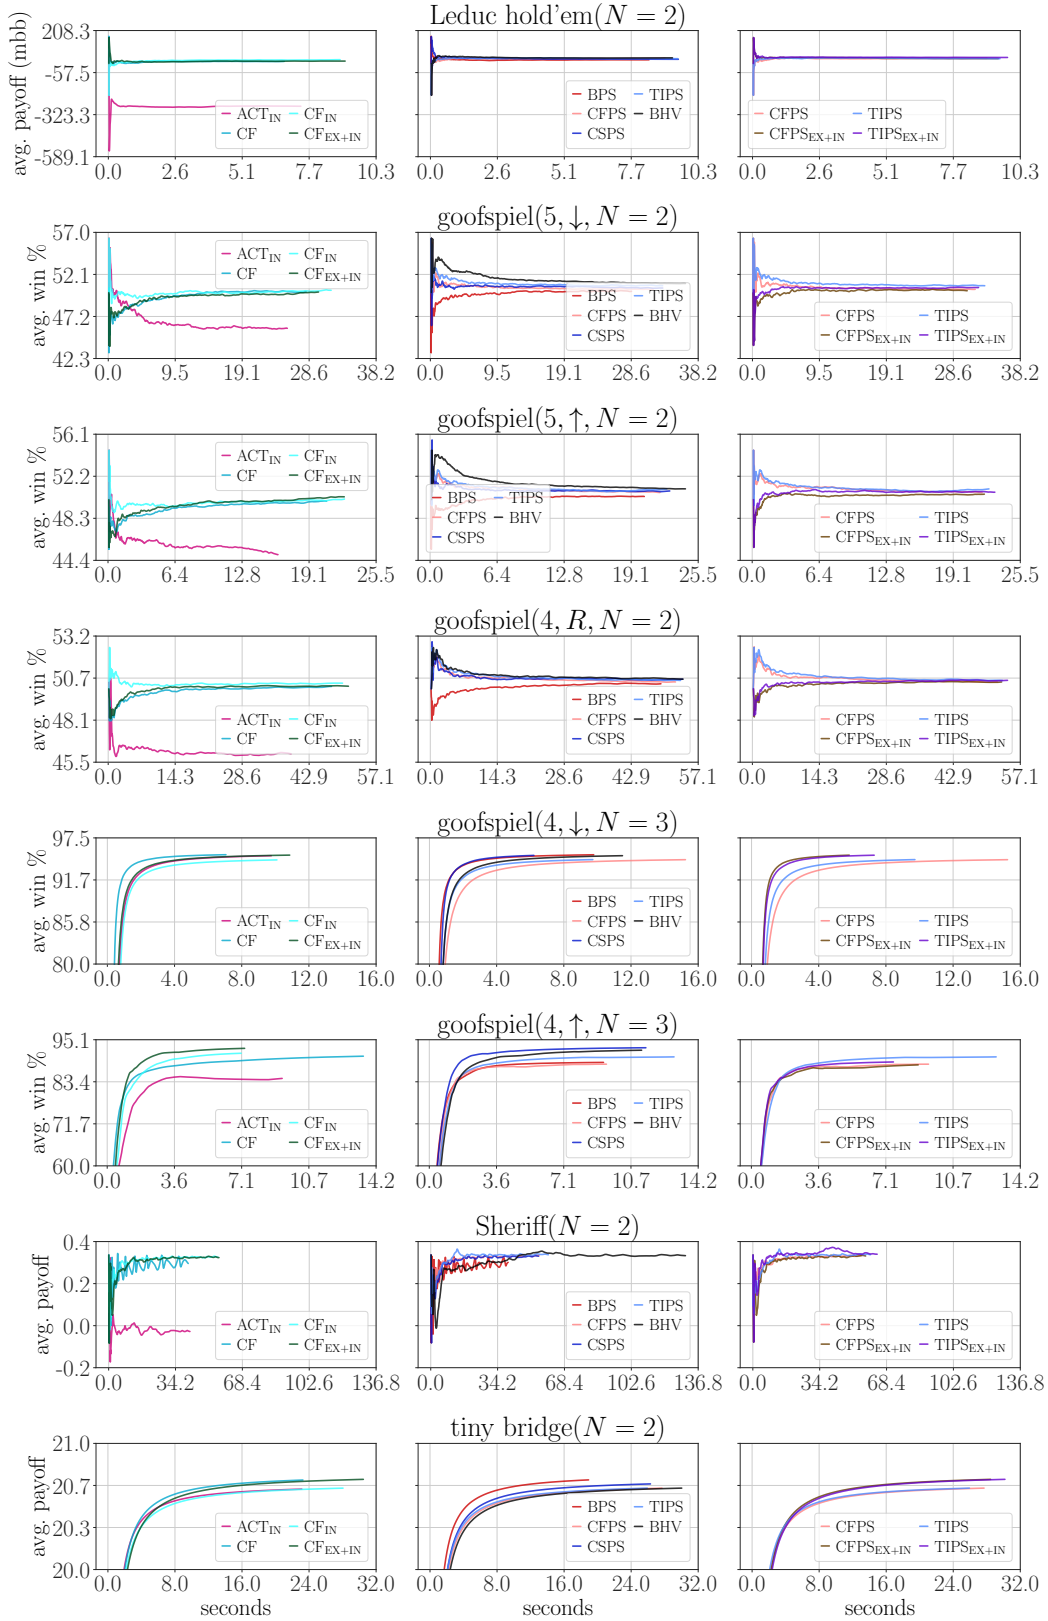 Leduc hold'em(N = 2)
avg. payoff (mbb)
208.3
-57.5
-323.3
-589.1
ACT_IN CF_IN
CF CF_EX+IN
0.0 2.6 5.1 7.7 10.3
BPS TIPS
CFPS BHV
CSPS
0.0 2.6 5.1 7.7 10.3
CFPS TIPS
CFPS_EX+IN TIPS_EX+IN
0.0 2.6 5.1 7.7 10.3
goofspiel(5, ↓, N = 2)
avg. win %
57.0
52.1
47.2
42.3
ACT_IN CF_IN
CF CF_EX+IN
0.0 9.5 19.1 28.6 38.2
BPS TIPS
CFPS BHV
CSPS
0.0 9.5 19.1 28.6 38.2
CFPS TIPS
CFPS_EX+IN TIPS_EX+IN
0.0 9.5 19.1 28.6 38.2
goofspiel(5, ↑, N = 2)
avg. win %
56.1
52.2
48.3
44.4
ACT_IN CF_IN
CF CF_EX+IN
0.0 6.4 12.8 19.1 25.5
BPS TIPS
CFPS BHV
CSPS
0.0 6.4 12.8 19.1 25.5
CFPS TIPS
CFPS_EX+IN TIPS_EX+IN
0.0 6.4 12.8 19.1 25.5
goofspiel(4, R, N = 2)
avg. win %
53.2
50.7
48.1
45.5
ACT_IN CF_IN
CF CF_EX+IN
0.0 14.3 28.6 42.9 57.1
BPS TIPS
CFPS BHV
CSPS
0.0 14.3 28.6 42.9 57.1
CFPS TIPS
CFPS_EX+IN TIPS_EX+IN
0.0 14.3 28.6 42.9 57.1
goofspiel(4, ↓, N = 3)
avg. win %
97.5
91.7
85.8
80.0
ACT_IN CF_IN
CF CF_EX+IN
0.0 4.0 8.0 12.0 16.0
BPS TIPS
CFPS BHV
CSPS
0.0 4.0 8.0 12.0 16.0
CFPS TIPS
CFPS_EX+IN TIPS_EX+IN
0.0 4.0 8.0 12.0 16.0
goofspiel(4, ↑, N = 3)
avg. win %
95.1
83.4
71.7
60.0
ACT_IN CF_IN
CF CF_EX+IN
0.0 3.6 7.1 10.7 14.2
BPS TIPS
CFPS BHV
CSPS
0.0 3.6 7.1 10.7 14.2
CFPS TIPS
CFPS_EX+IN TIPS_EX+IN
0.0 3.6 7.1 10.7 14.2
Sheriff(N = 2)
avg. payoff
0.4
0.2
0.0
-0.2
ACT_IN CF_IN
CF CF_EX+IN
0.0 34.2 68.4 102.6 136.8
BPS TIPS
CFPS BHV
CSPS
0.0 34.2 68.4 102.6 136.8
CFPS TIPS
CFPS_EX+IN TIPS_EX+IN
0.0 34.2 68.4 102.6 136.8
tiny bridge(N = 2)
avg. payoff
21.0
20.7
20.3
20.0
ACT_IN CF_IN
CF CF_EX+IN
0.0 8.0 16.0 24.0 32.0
seconds
BPS TIPS
CFPS BHV
CSPS
0.0 8.0 16.0 24.0 32.0
seconds
CFPS TIPS
CFPS_EX+IN TIPS_EX+IN
0.0 8.0 16.0 24.0 32.0
seconds